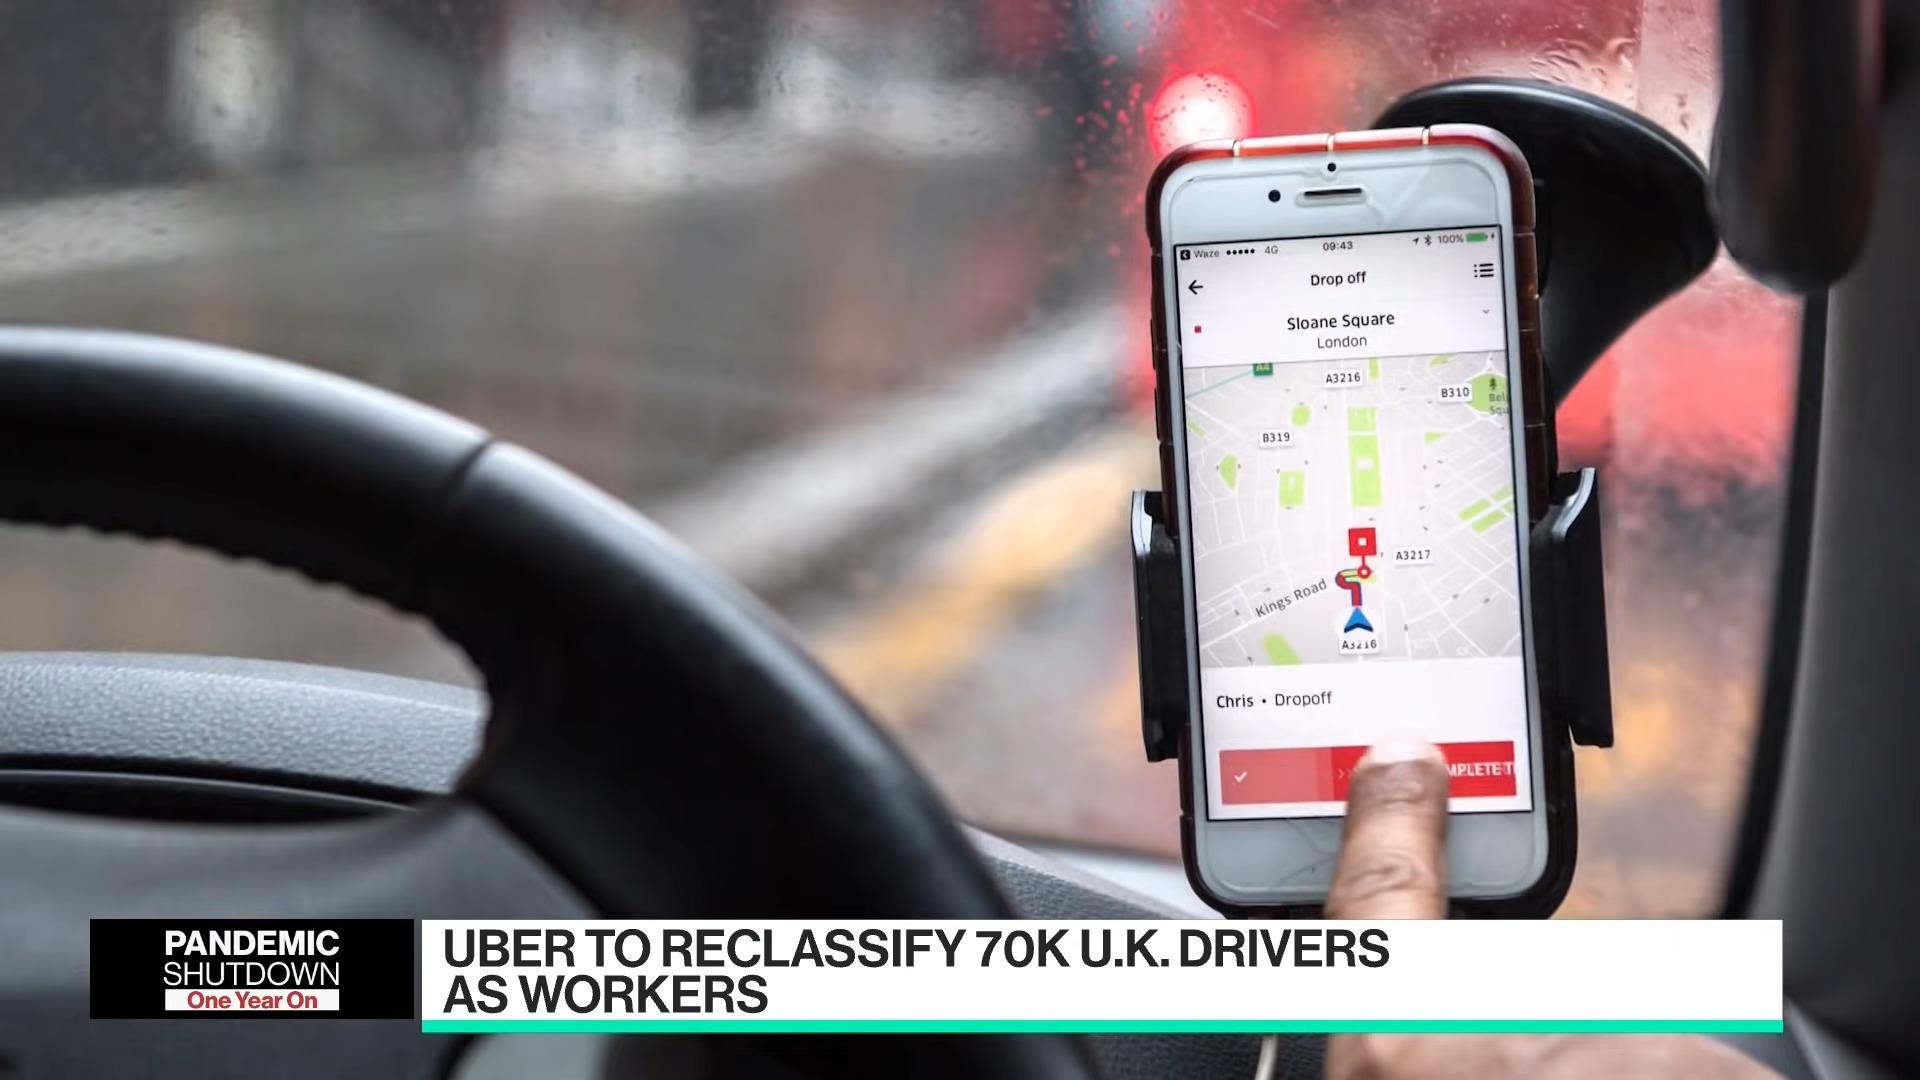 Waze ••••• 4G 09:43 100%
Drop off
Sloane Square
London
A4
A3216
B310
B319
A3217
Kings Road
A3216
Chris • Dropoff
PANDEMIC
SHUTDOWN
One Year On
UBER TO RECLASSIFY 70K U.K. DRIVERS
AS WORKERS